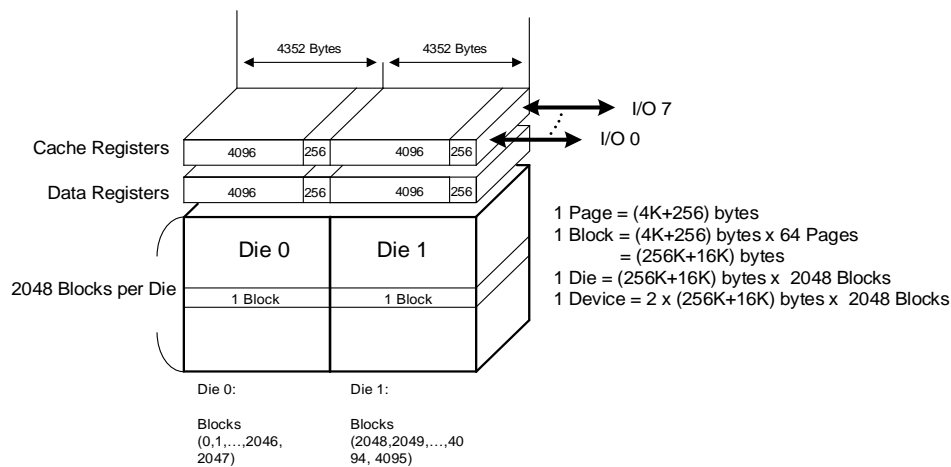 4352 Bytes
4352 Bytes
I/O 7
I/O 0
Cache Registers
4096
256
4096
256
Data Registers
4096
256
4096
256
Die 0
Die 1
2048 Blocks per Die
1 Block
1 Block
1 Page = (4K+256) bytes
1 Block = (4K+256) bytes x 64 Pages
= (256K+16K) bytes
1 Die = (256K+16K) bytes x 2048 Blocks
1 Device = 2 x (256K+16K) bytes x 2048 Blocks
Die 0:
Blocks
(0,1,...,2046,
2047)
Die 1:
Blocks
(2048,2049,...,40
94, 4095)